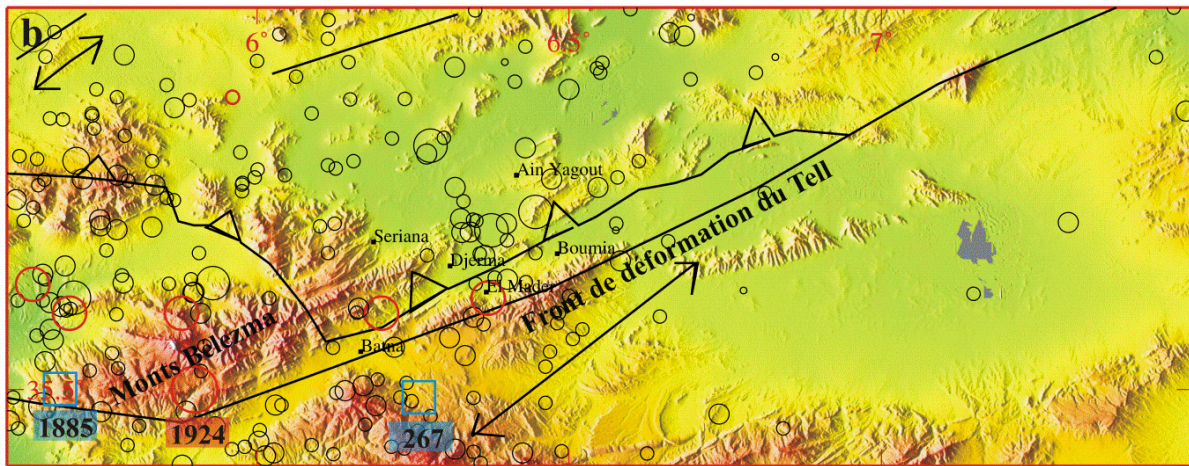 b
6°
6.5°
7°
Ain Yagout
Seriana
Djerma
Boumia
El Mader
Front de déformation du Tell
Monts Belezma
Batna
35.5
1885
1924
267